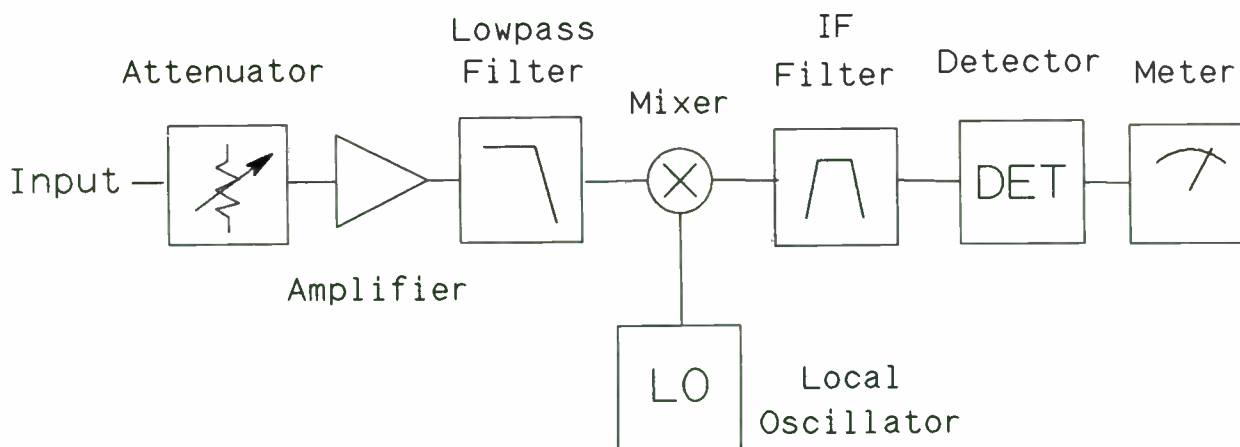 Attenuator
Lowpass
Filter
Mixer
IF
Filter
Detector
Meter
Input
DET
Amplifier
LO
Local
Oscillator